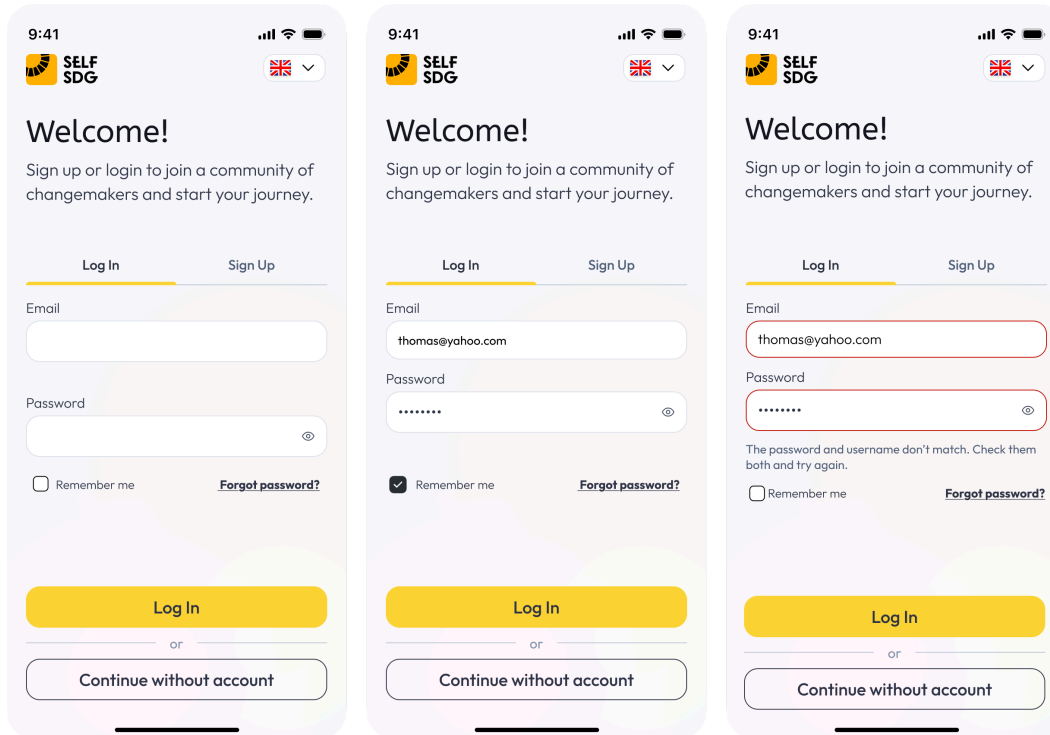 9:41
SELF
SDG
Welcome!
Sign up or login to join a community of
changemakers and start your journey.
Log In
Sign Up
Email
Password
Remember me
Forgot password?
Log In
or
Continue without account
9:41
SELF
SDG
Welcome!
Sign up or login to join a community of
changemakers and start your journey.
Log In
Sign Up
Email
thomas@yahoo.com
Password
••••••••
Remember me
Forgot password?
Log In
or
Continue without account
9:41
SELF
SDG
Welcome!
Sign up or login to join a community of
changemakers and start your journey.
Log In
Sign Up
Email
thomas@yahoo.com
Password
••••••••
The password and username don't match. Check them
both and try again.
Remember me
Forgot password?
Log In
or
Continue without account